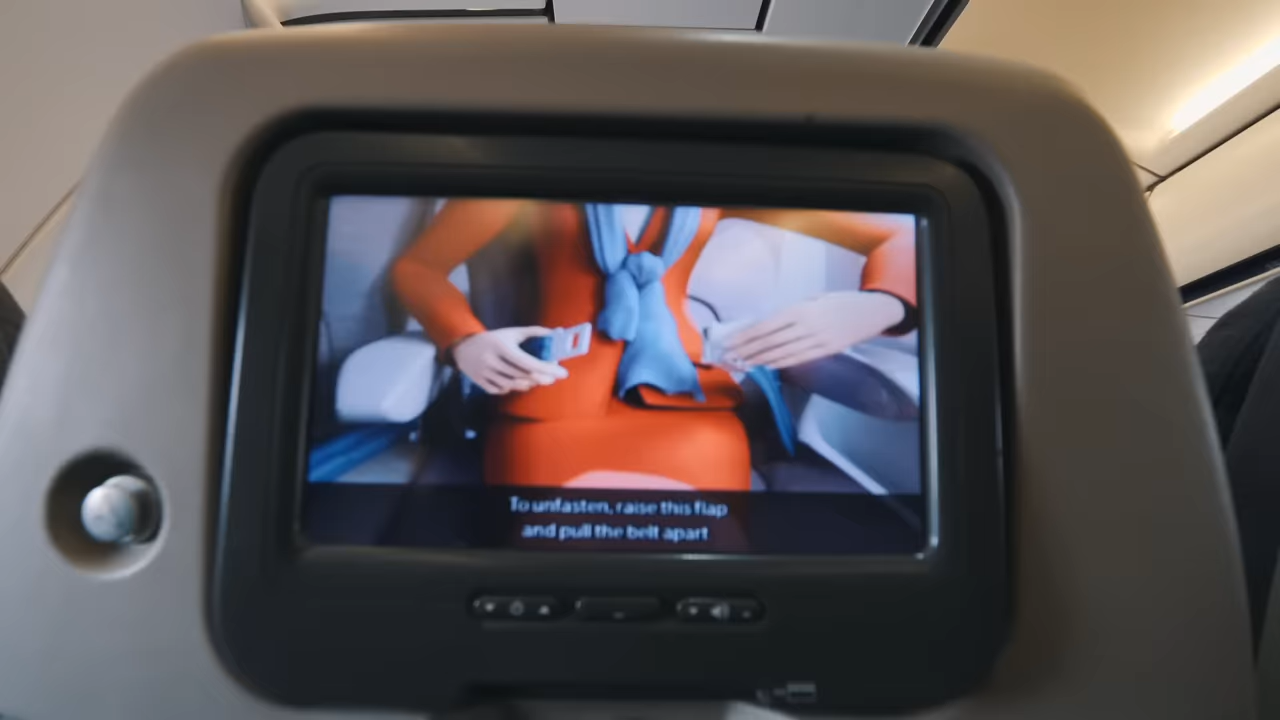 To unfasten, raise this flap
and pull the belt apart